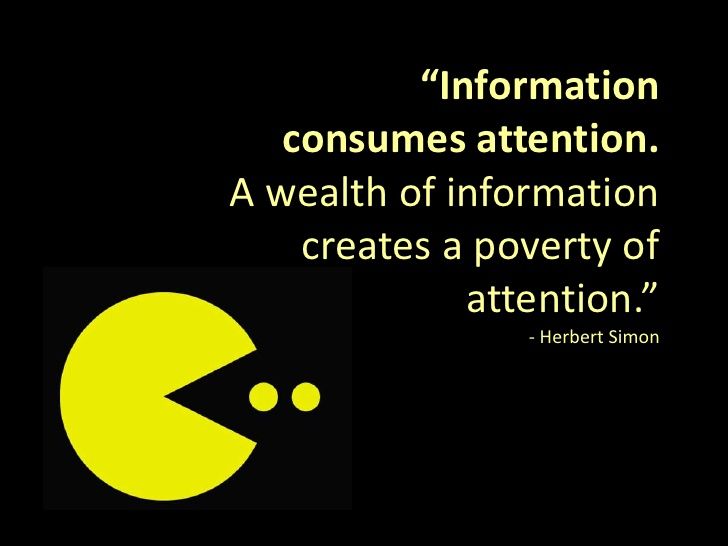 “Information
consumes attention.
A wealth of information
creates a poverty of
attention.”
- Herbert Simon